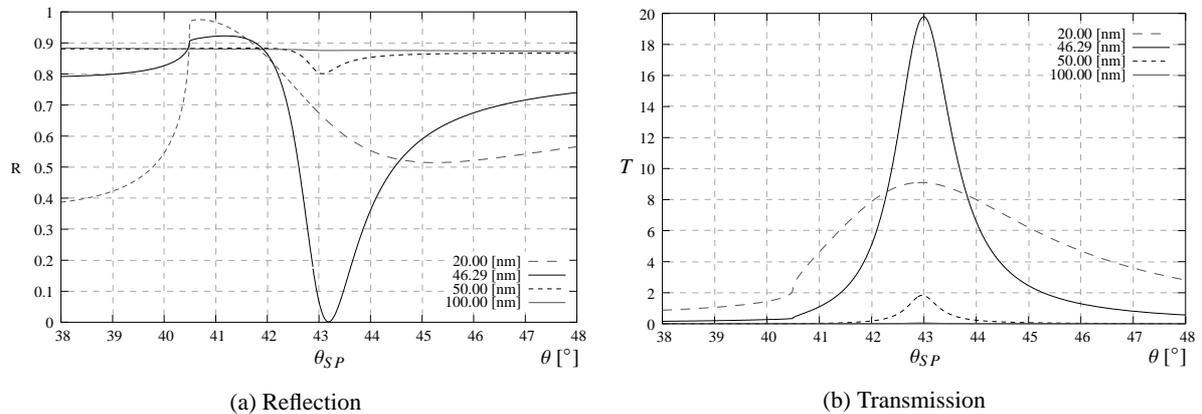 1
0.9
0.8
0.7
0.6
R 0.5
0.4
0.3
0.2
0.1
0
20.00 [nm]
46.29 [nm]
50.00 [nm]
100.00 [nm]
38 39 40 41 42 43 44 45 46 47 48
θSP θ [°]
(a) Reflection
20
18
16
14
12
T 10
8
6
4
2
0
20.00 [nm]
46.29 [nm]
50.00 [nm]
100.00 [nm]
38 39 40 41 42 43 44 45 46 47 48
θSP θ [°]
(b) Transmission